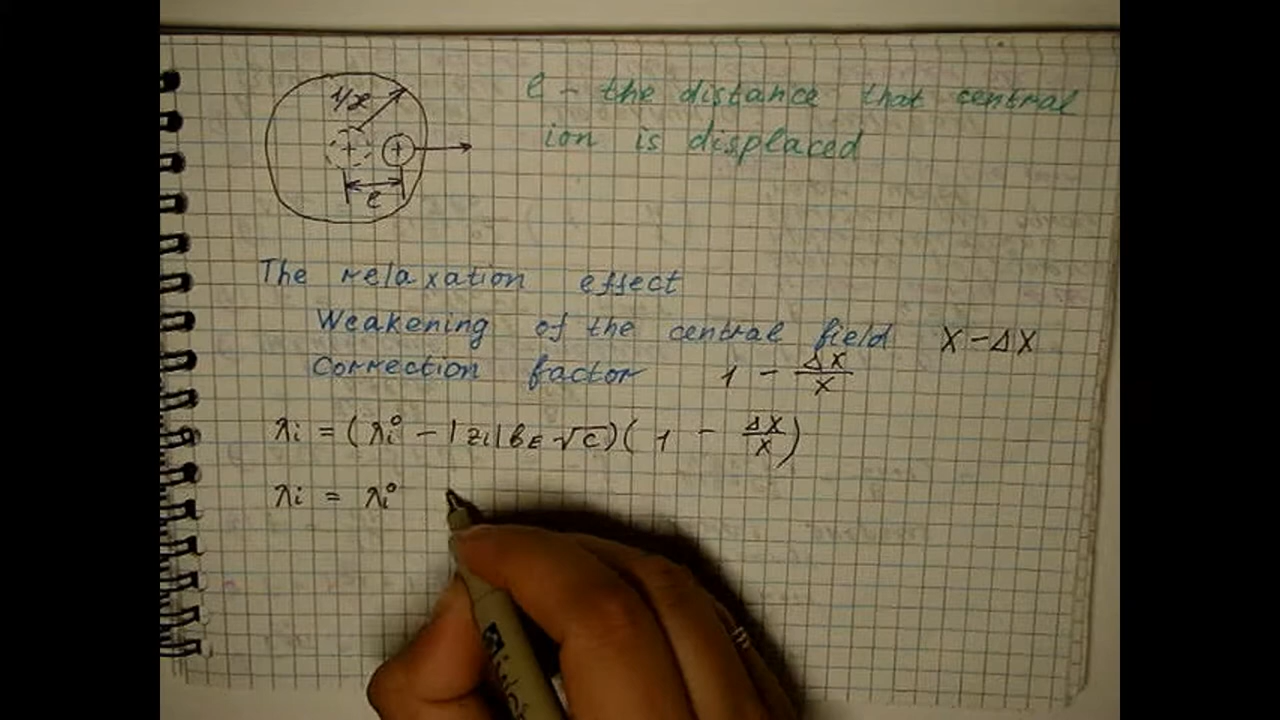 1/æ
+ +
e
e - the distance that central
ion is displaced
The relaxation effect
Weakening of the central field X - ΔX
Correction factor 1 - ΔX/X
λi = (λi° - |zi|B_E √C)(1 - ΔX/X)
λi = λi°